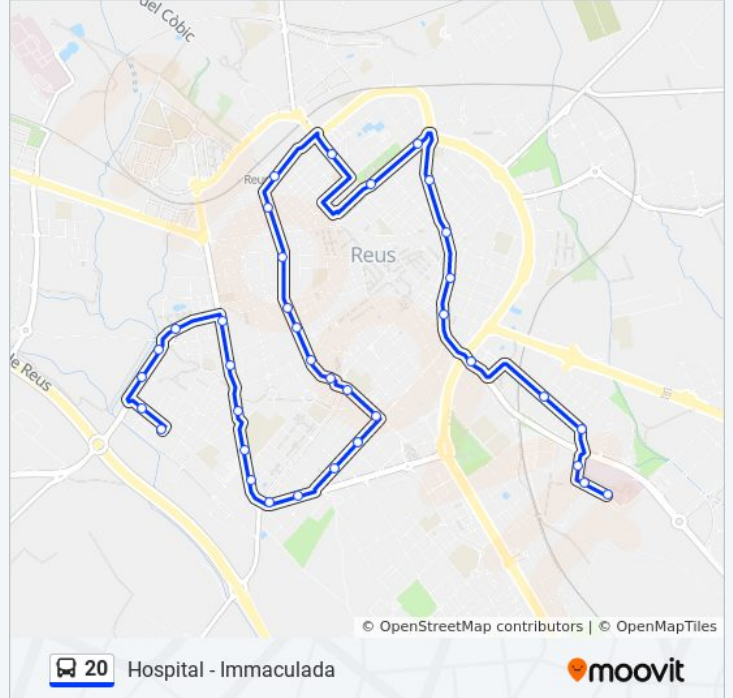 del Còbic
Reus
Reus
le Reus
© OpenStreetMap contributors | © OpenMapTiles
20 Hospital - Immaculada
moovit